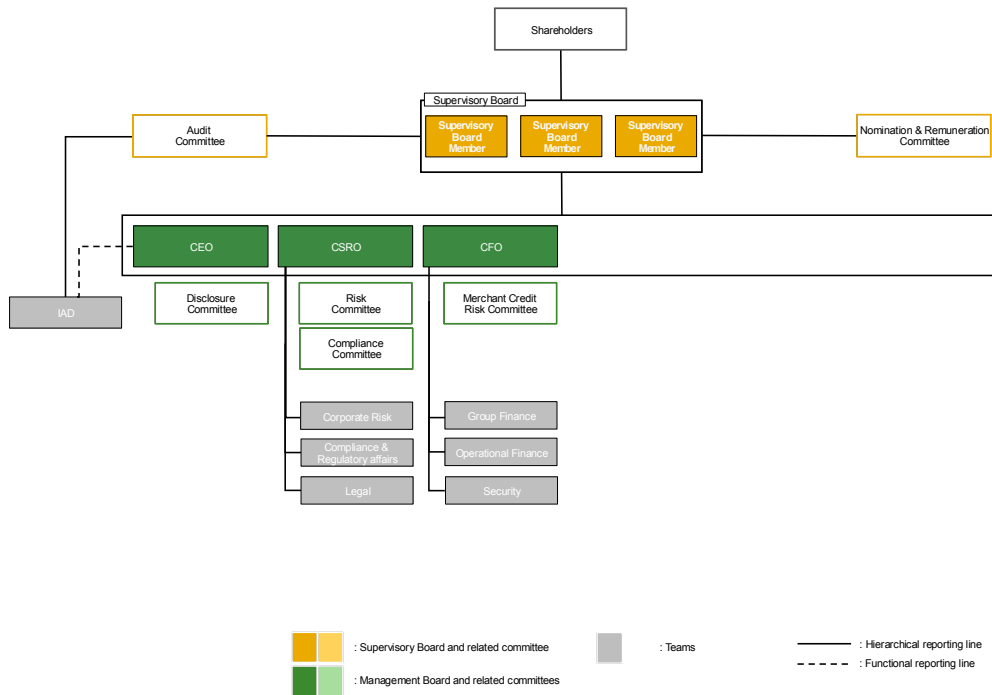 Shareholders
Supervisory Board
Audit
Committee
Supervisory
Board
Member
Supervisory
Board
Member
Supervisory
Board
Member
Nomination & Remuneration
Committee
CEO
CSRO
CFO
IAD
Disclosure
Committee
Risk
Committee
Merchant Credit
Risk Committee
Compliance
Committee
Corporate Risk
Group Finance
Compliance &
Regulatory affairs
Operational Finance
Legal
Security
: Supervisory Board and related committee
: Teams
: Hierarchical reporting line
: Functional reporting line
: Management Board and related committees